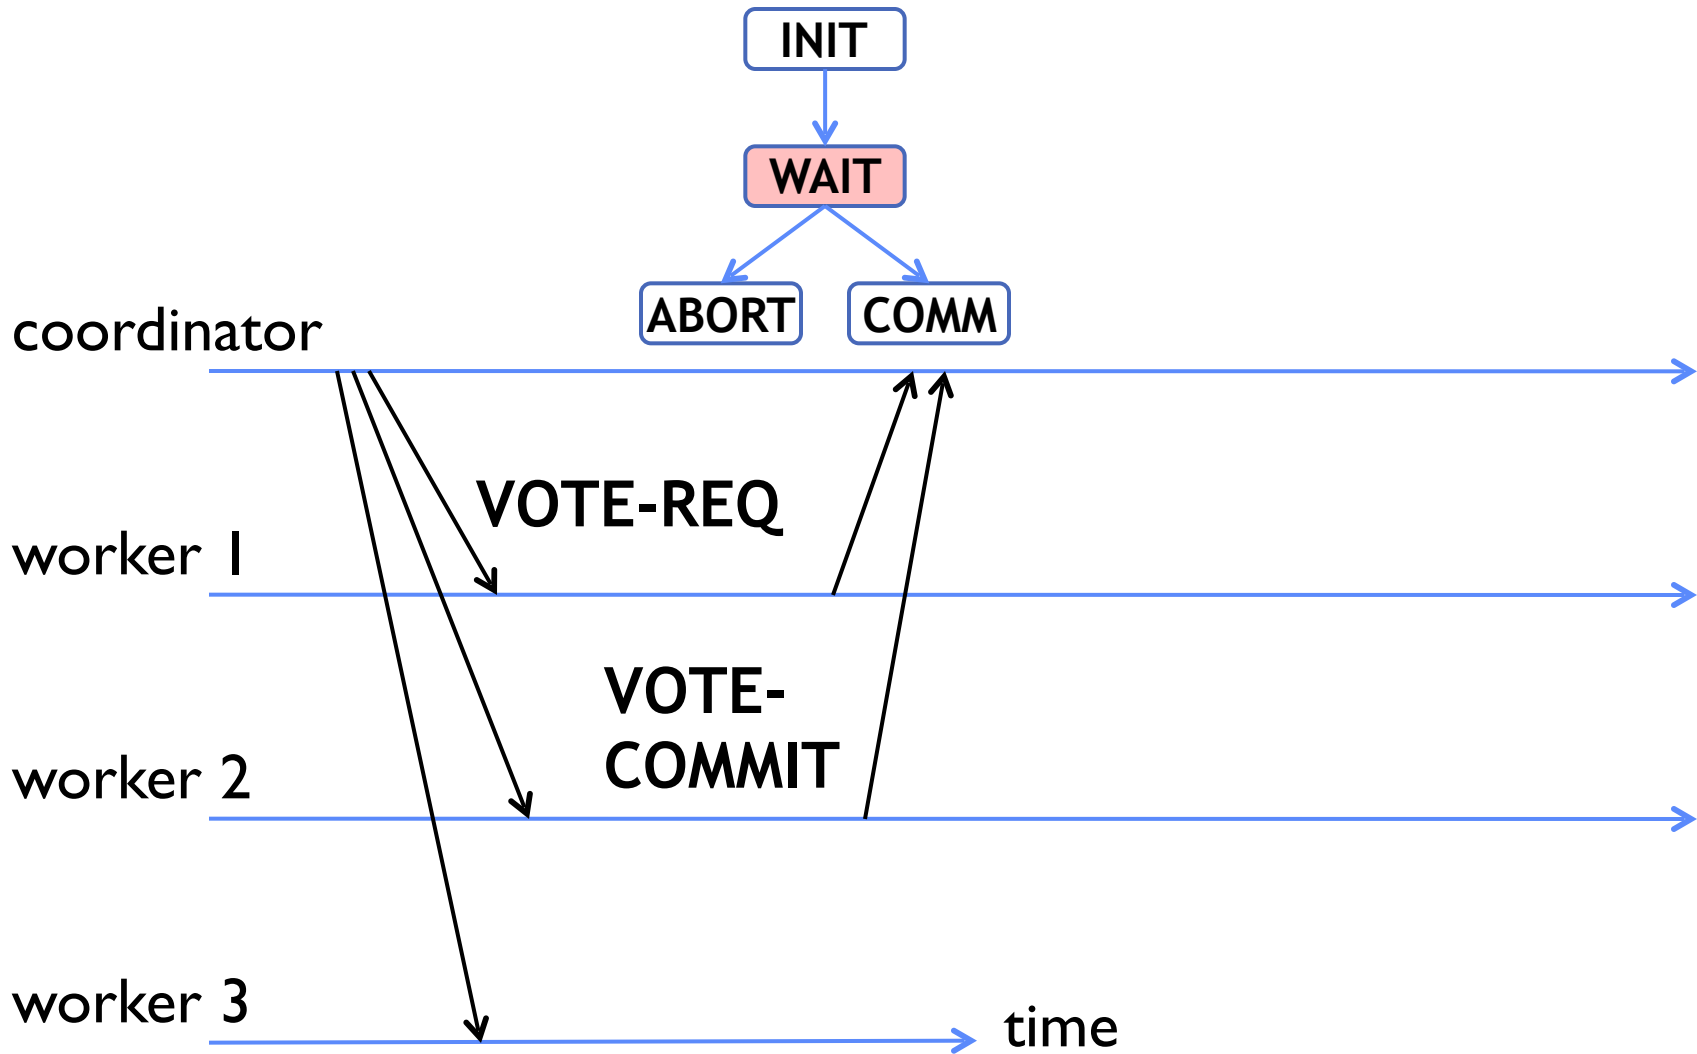 INIT
WAIT
ABORT COMM
coordinator
VOTE-REQ
worker 1
VOTE-
COMMIT
worker 2
worker 3
time